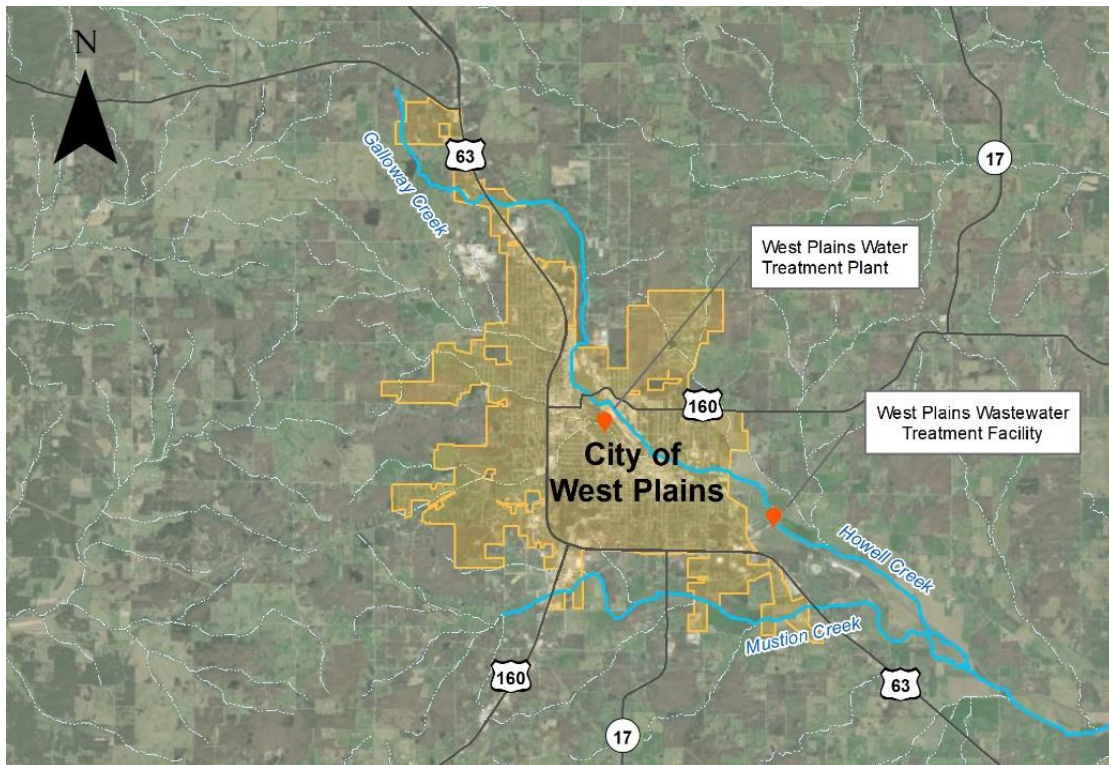 N
Galloway Creek
63
17
West Plains Water
Treatment Plant
160
West Plains Wastewater
Treatment Facility
City of
West Plains
Howell Creek
Mustion Creek
160
63
17